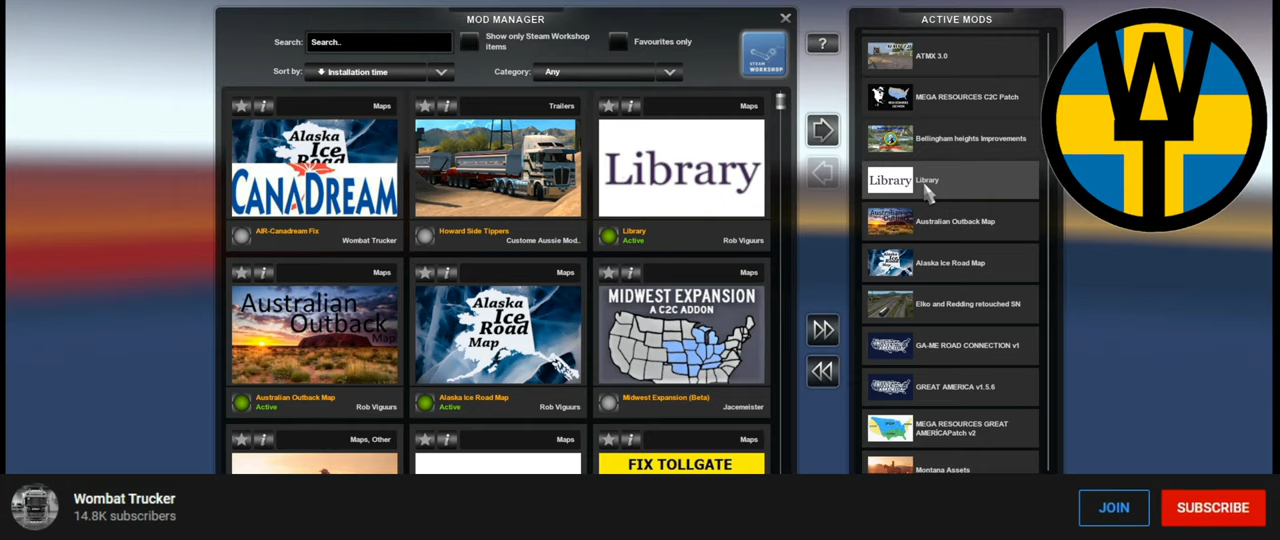 MOD MANAGER
Search:
Search..
Show only Steam Workshop
items
Favourites only
STEAM
WORKSHOP
Sort by:
Installation time
Category:
Any
Maps
Alaska
Ice
Road
CANADREAM
AIR-Canadream Fix
Wombat Trucker
Trailers
Howard Side Tippers
Custome Aussie Mod..
Maps
Library
Library
Active
Rob Viguurs
Maps
Australian
Outback
Map
Australian Outback Map
Active
Rob Viguurs
Maps
Alaska
Ice
Road
Map
Alaska Ice Road Map
Active
Rob Viguurs
Maps
MIDWEST EXPANSION
A C2C ADDON
Midwest Expansion (Beta)
Jacemeister
Maps, Other
Maps
Maps
FIX TOLLGATE
?
ACTIVE MODS
ATMX 3.0
MEGA RESOURCES C2C Patch
Bellingham heights Improvements
Library
Library
Australian Outback Map
Alaska Ice Road Map
Elko and Redding retouched SN
GA-ME ROAD CONNECTION v1
GREAT AMERICA v1.5.6
MEGA RESOURCES GREAT
AMERICAPatch v2
Montana Assets
WT
Wombat Trucker
14.8K subscribers
JOIN
SUBSCRIBE